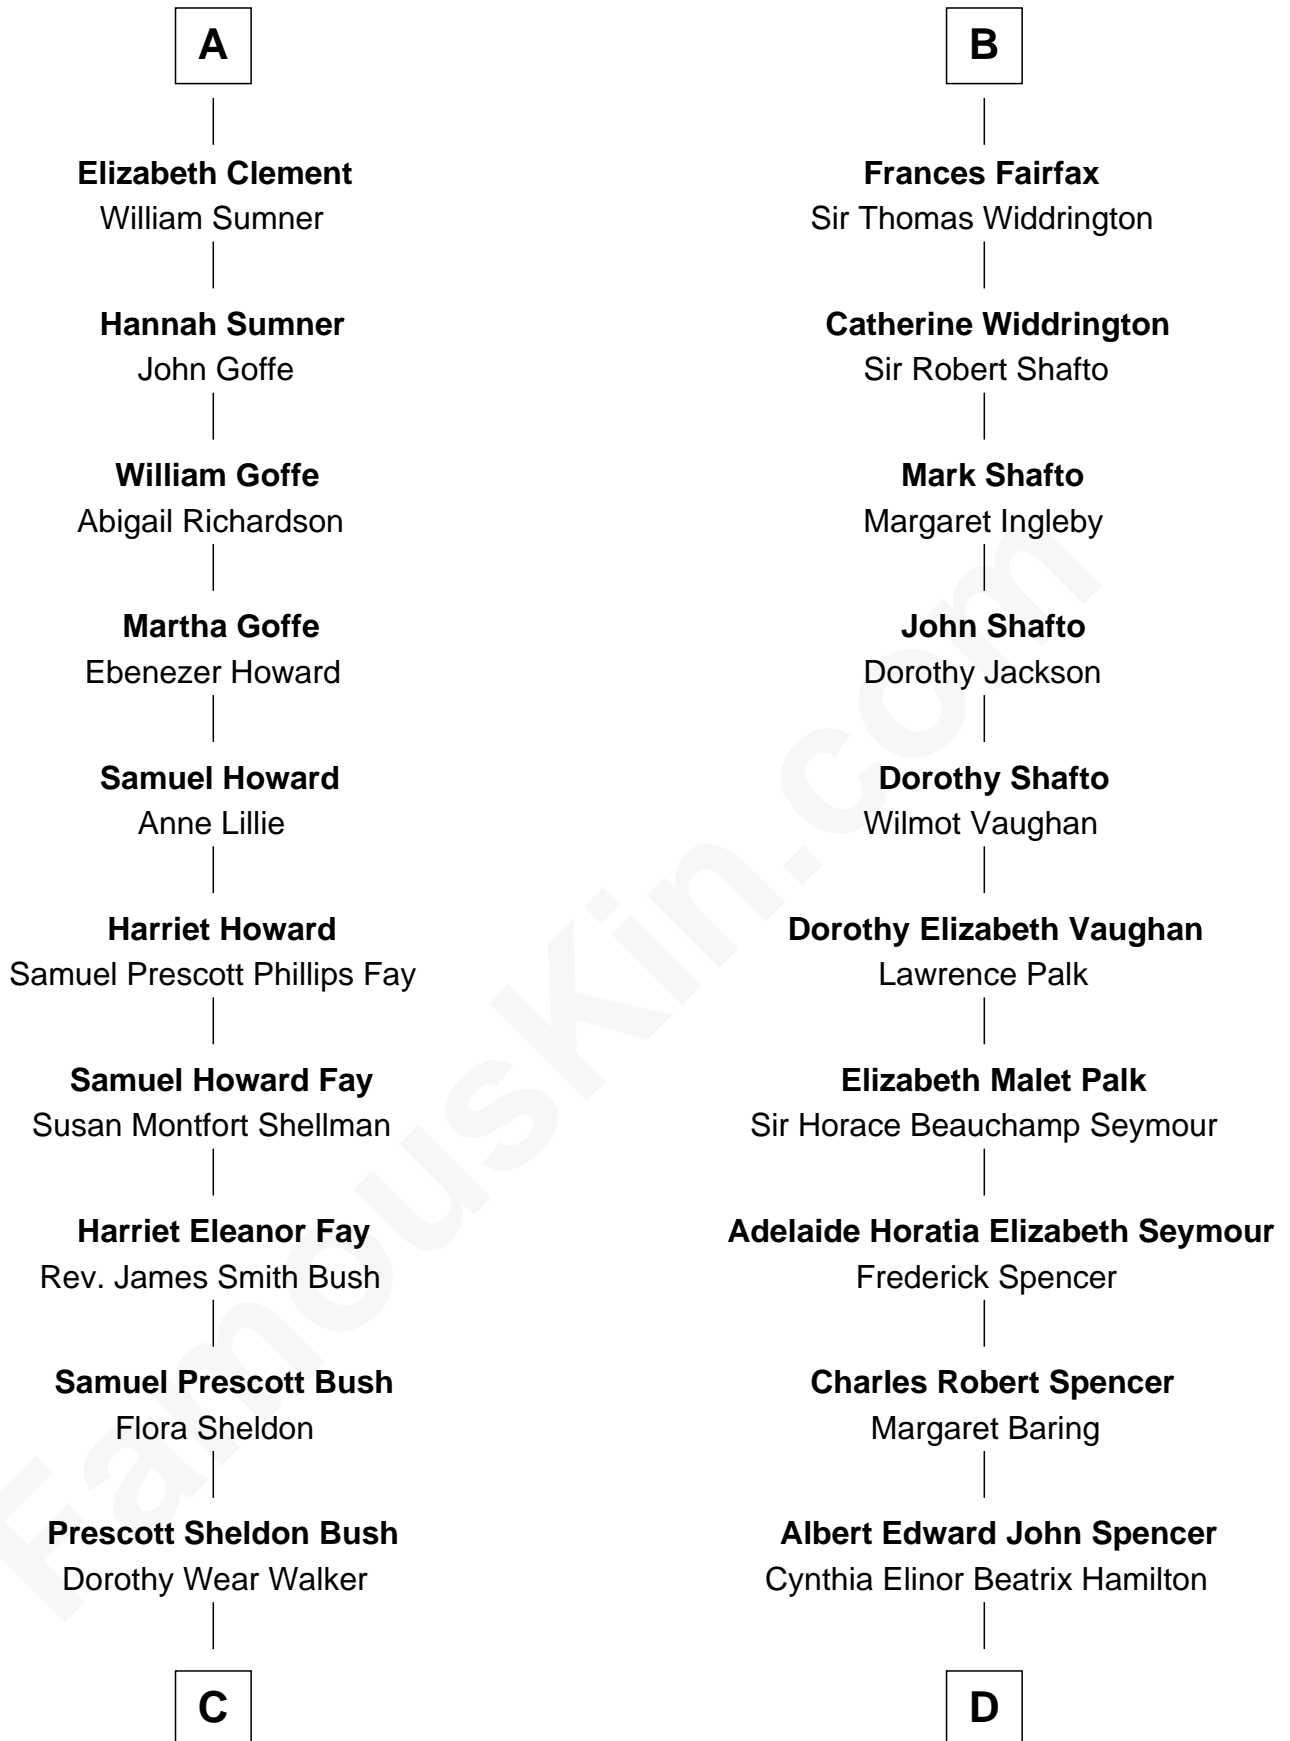 A
Elizabeth Clement
William Sumner
Hannah Sumner
John Goffe
William Goffe
Abigail Richardson
Martha Goffe
Ebenezer Howard
Samuel Howard
Anne Lillie
Harriet Howard
Samuel Prescott Phillips Fay
Samuel Howard Fay
Susan Montfort Shellman
Harriet Eleanor Fay
Rev. James Smith Bush
Samuel Prescott Bush
Flora Sheldon
Prescott Sheldon Bush
Dorothy Wear Walker
C
B
Frances Fairfax
Sir Thomas Widdrington
Catherine Widdrington
Sir Robert Shafto
Mark Shafto
Margaret Ingleby
John Shafto
Dorothy Jackson
Dorothy Shafto
Wilmot Vaughan
Dorothy Elizabeth Vaughan
Lawrence Palk
Elizabeth Malet Palk
Sir Horace Beauchamp Seymour
Adelaide Horatia Elizabeth Seymour
Frederick Spencer
Charles Robert Spencer
Margaret Baring
Albert Edward John Spencer
Cynthia Elinor Beatrix Hamilton
D
FamousKin.com